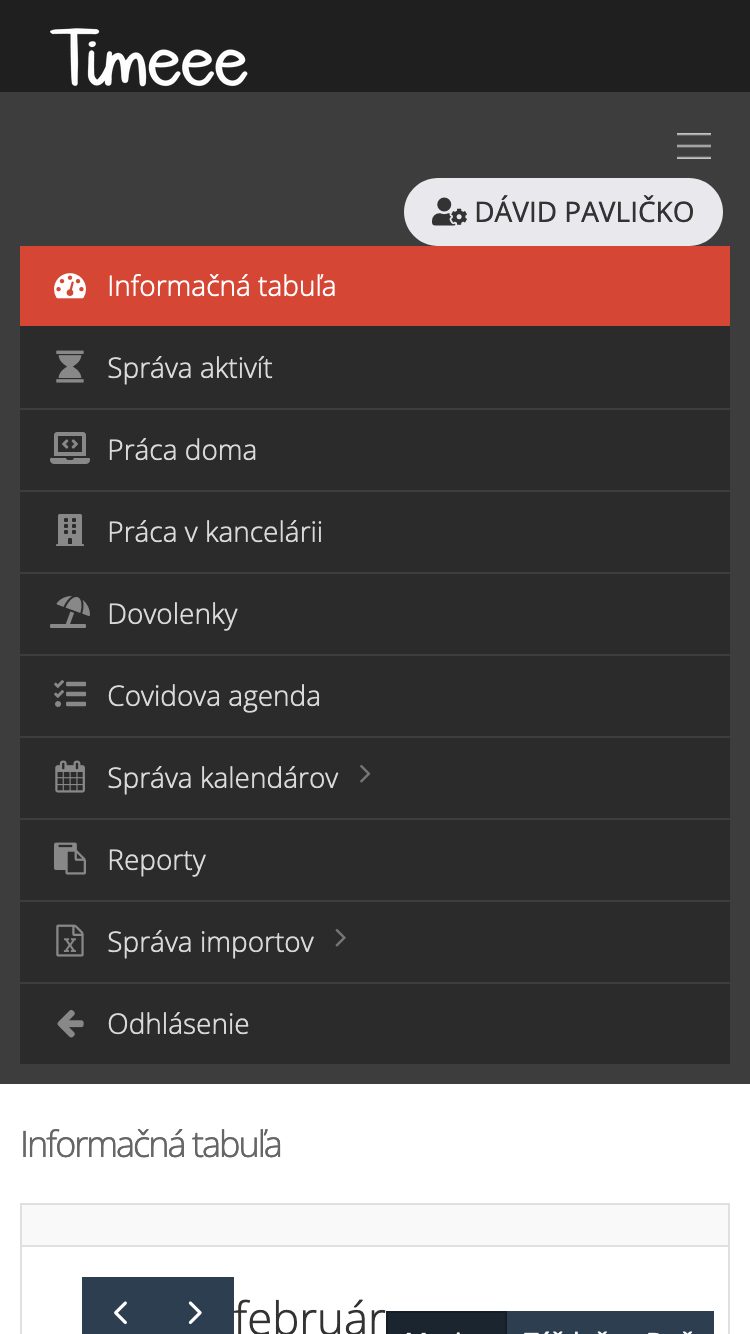 Timeee
DÁVID PAVLIČKO
Informačná tabuľa
Správa aktivít
Práca doma
Práca v kancelárii
Dovolenky
Covidova agenda
Správa kalendárov
Reporty
Správa importov
Odhlásenie
Informačná tabuľa
február